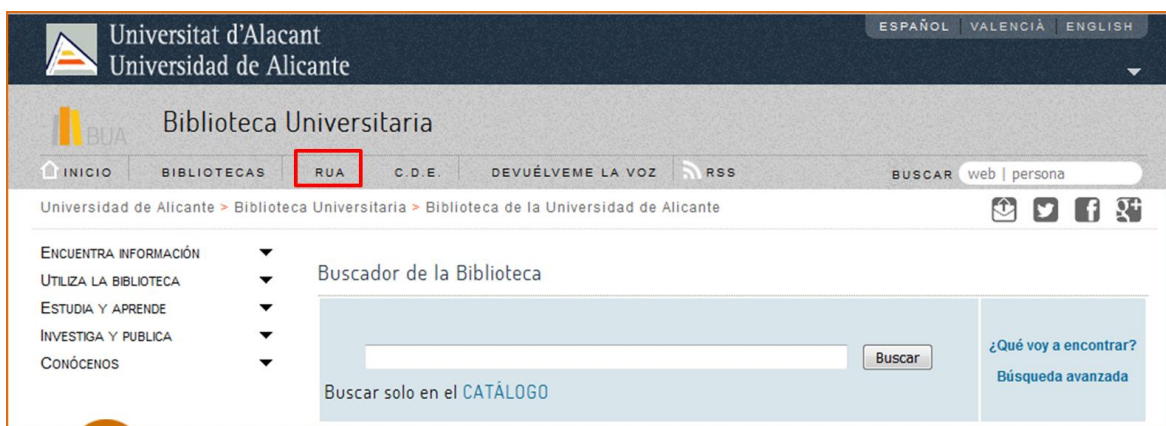 Universitat d'Alacant
Universidad de Alicante
ESPAÑOL VALENCIÀ ENGLISH
BUA
Biblioteca Universitaria
INICIO BIBLIOTECAS RUA C.D.E. DEVUÉLVEME LA VOZ RSS BUSCAR web | persona
Universidad de Alicante > Biblioteca Universitaria > Biblioteca de la Universidad de Alicante
ENCUENTRA INFORMACIÓN
UTILIZA LA BIBLIOTECA
ESTUDIA Y APRENDE
INVESTIGA Y PUBLICA
CONÓCENOS
Buscador de la Biblioteca
Buscar
Buscar solo en el CATÁLOGO
¿Qué voy a encontrar?
Búsqueda avanzada